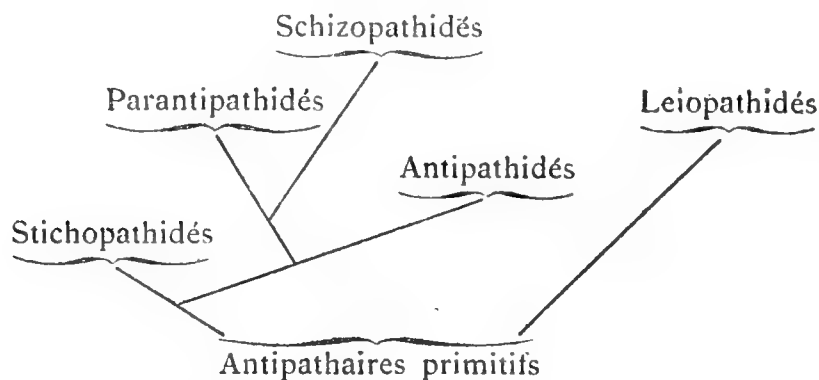 Schizopathidés
Parantipathidés
Leiopathidés
Antipathidés
Stichopathidés
Antipathaires primitifs